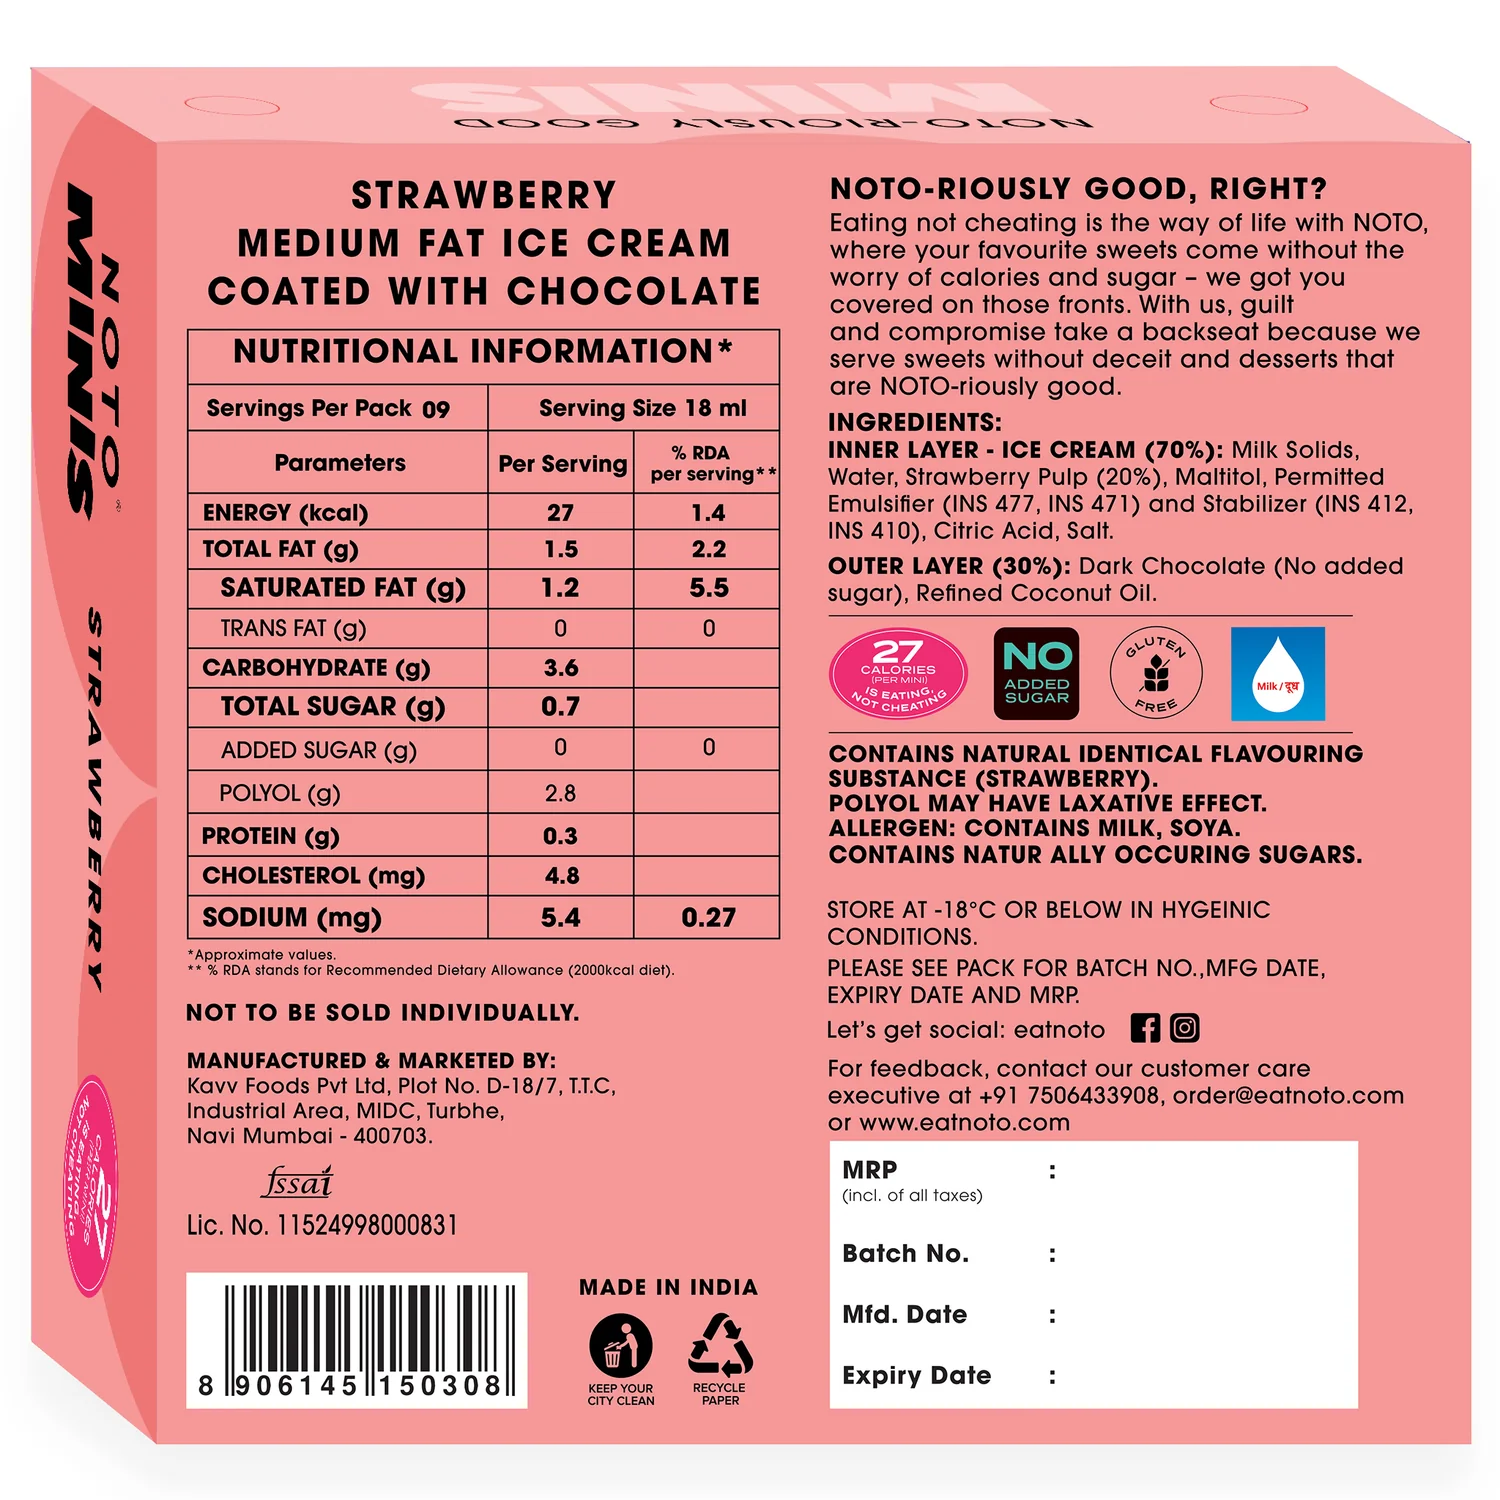 MINIS
NOTO-RIOUSLY GOOD
NOTO
MINIS
STRAWBERRY
27
CALORIES
(PER MINI)
IS EATING,
NOT CHEATING
STRAWBERRY
MEDIUM FAT ICE CREAM
COATED WITH CHOCOLATE
NUTRITIONAL INFORMATION*
Servings Per Pack 09 Serving Size 18 ml
Parameters Per Serving % RDA per serving**
ENERGY (kcal) 27 1.4
TOTAL FAT (g) 1.5 2.2
SATURATED FAT (g) 1.2 5.5
TRANS FAT (g) 0 0
CARBOHYDRATE (g) 3.6
TOTAL SUGAR (g) 0.7
ADDED SUGAR (g) 0 0
POLYOL (g) 2.8
PROTEIN (g) 0.3
CHOLESTEROL (mg) 4.8
SODIUM (mg) 5.4 0.27
*Approximate values.
** % RDA stands for Recommended Dietary Allowance (2000kcal diet).
NOT TO BE SOLD INDIVIDUALLY.
MANUFACTURED & MARKETED BY:
Kavv Foods Pvt Ltd, Plot No. D-18/7, T.T.C,
Industrial Area, MIDC, Turbhe,
Navi Mumbai - 400703.
fssai
Lic. No. 11524998000831
8 906145 150308
MADE IN INDIA
KEEP YOUR
CITY CLEAN
RECYCLE
PAPER
NOTO-RIOUSLY GOOD, RIGHT?
Eating not cheating is the way of life with NOTO,
where your favourite sweets come without the
worry of calories and sugar – we got you
covered on those fronts. With us, guilt
and compromise take a backseat because we
serve sweets without deceit and desserts that
are NOTO-riously good.
INGREDIENTS:
INNER LAYER - ICE CREAM (70%): Milk Solids,
Water, Strawberry Pulp (20%), Maltitol, Permitted
Emulsifier (INS 477, INS 471) and Stabilizer (INS 412,
INS 410), Citric Acid, Salt.
OUTER LAYER (30%): Dark Chocolate (No added
sugar), Refined Coconut Oil.
27
CALORIES
(PER MINI)
IS EATING,
NOT CHEATING
NO
ADDED
SUGAR
GLUTEN
FREE
Milk / दूध
CONTAINS NATURAL IDENTICAL FLAVOURING
SUBSTANCE (STRAWBERRY).
POLYOL MAY HAVE LAXATIVE EFFECT.
ALLERGEN: CONTAINS MILK, SOYA.
CONTAINS NATUR ALLY OCCURING SUGARS.
STORE AT -18°C OR BELOW IN HYGEINIC
CONDITIONS.
PLEASE SEE PACK FOR BATCH NO.,MFG DATE,
EXPIRY DATE AND MRP.
Let's get social: eatnoto
For feedback, contact our customer care
executive at +91 7506433908, order@eatnoto.com
or www.eatnoto.com
MRP :
(incl. of all taxes)
Batch No. :
Mfd. Date :
Expiry Date :